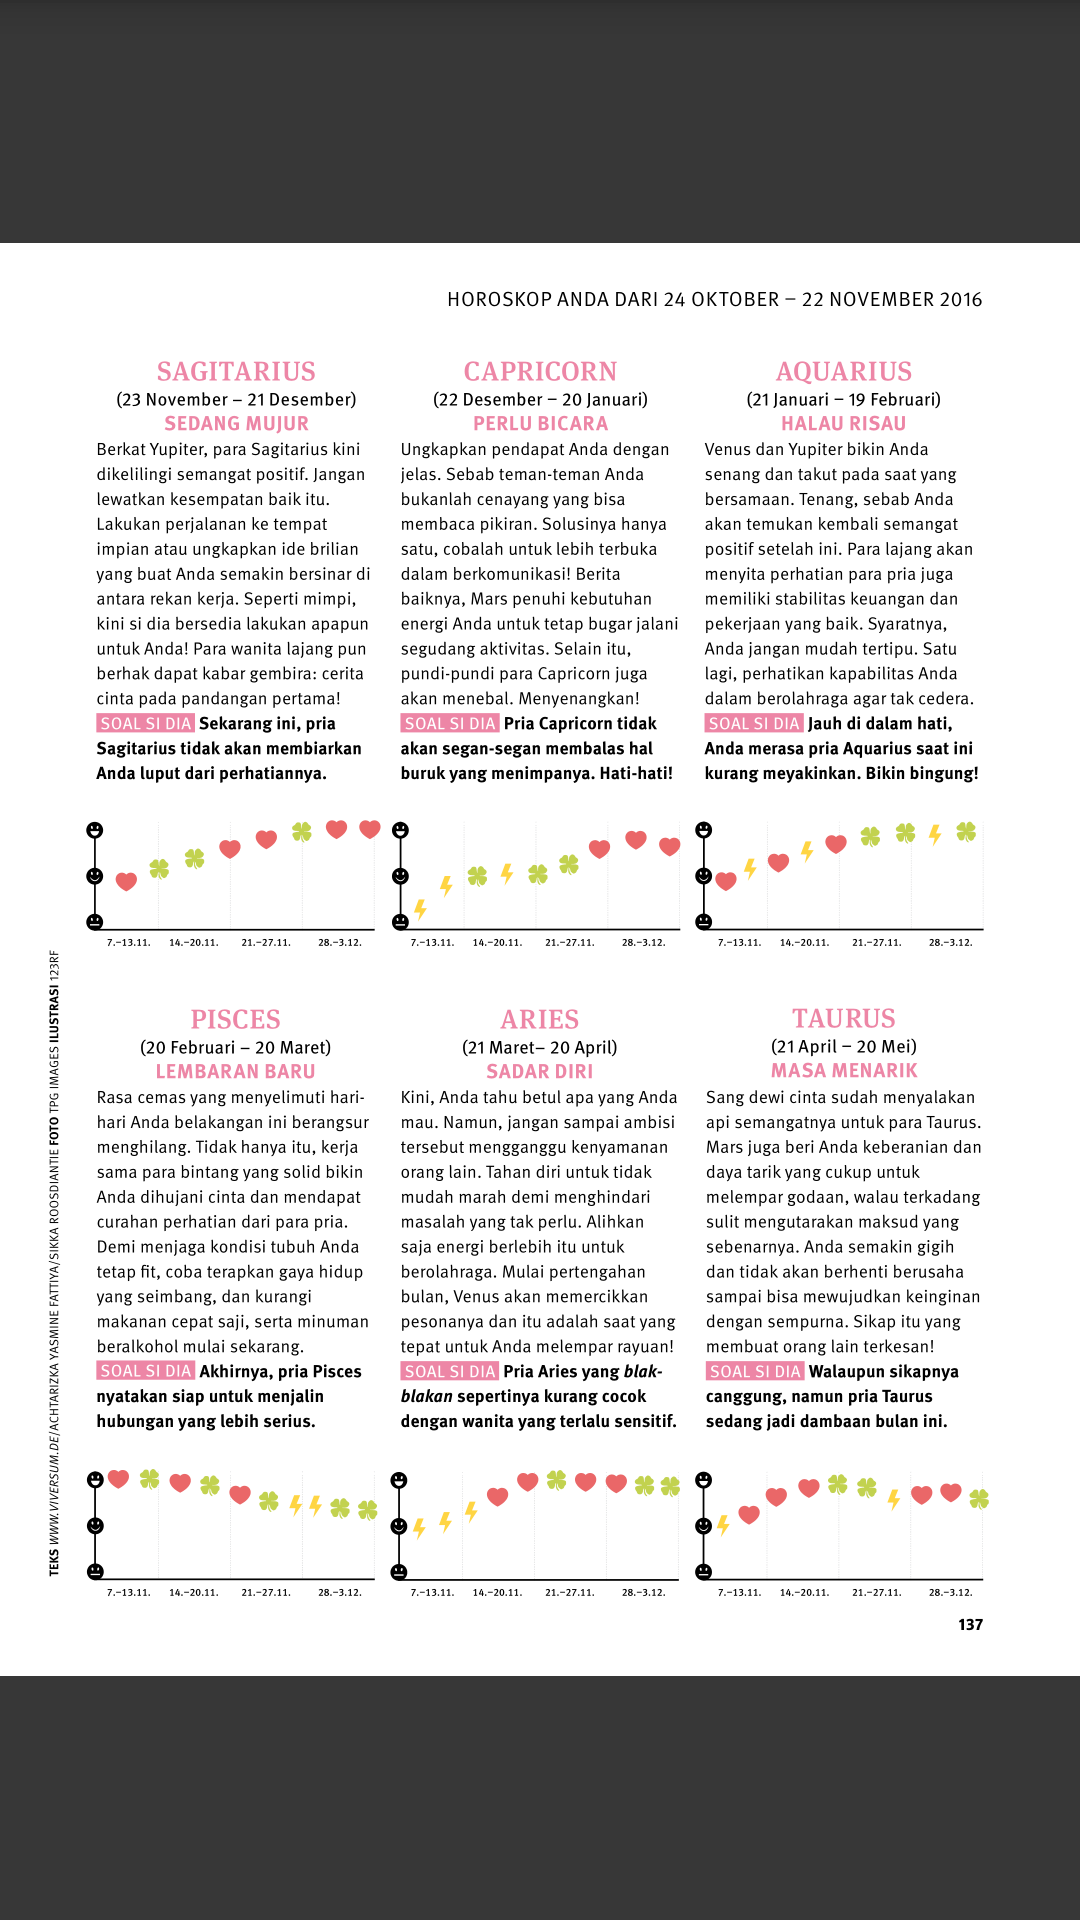 HOROSKOP ANDA DARI 24 OKTOBER – 22 NOVEMBER 2016
SAGITARIUS
(23 November – 21 Desember)
SEDANG MUJUR
Berkat Yupiter, para Sagitarius kini
dikelilingi semangat positif. Jangan
lewatkan kesempatan baik itu.
Lakukan perjalanan ke tempat
impian atau ungkapkan ide brilian
yang buat Anda semakin bersinar di
antara rekan kerja. Seperti mimpi,
kini si dia bersedia lakukan apapun
untuk Anda! Para wanita lajang pun
berhak dapat kabar gembira: cerita
cinta pada pandangan pertama!
SOAL SI DIA Sekarang ini, pria
Sagitarius tidak akan membiarkan
Anda luput dari perhatiannya.
7.–13.11. 14.–20.11. 21.–27.11. 28.–3.12.
CAPRICORN
(22 Desember – 20 Januari)
PERLU BICARA
Ungkapkan pendapat Anda dengan
jelas. Sebab teman-teman Anda
bukanlah cenayang yang bisa
membaca pikiran. Solusinya hanya
satu, cobalah untuk lebih terbuka
dalam berkomunikasi! Berita
baiknya, Mars penuhi kebutuhan
energi Anda untuk tetap bugar jalani
segudang aktivitas. Selain itu,
pundi-pundi para Capricorn juga
akan menebal. Menyenangkan!
SOAL SI DIA Pria Capricorn tidak
akan segan-segan membalas hal
buruk yang menimpanya. Hati-hati!
7.–13.11. 14.–20.11. 21.–27.11. 28.–3.12.
AQUARIUS
(21 Januari – 19 Februari)
HALAU RISAU
Venus dan Yupiter bikin Anda
senang dan takut pada saat yang
bersamaan. Tenang, sebab Anda
akan temukan kembali semangat
positif setelah ini. Para lajang akan
menyita perhatian para pria juga
memiliki stabilitas keuangan dan
pekerjaan yang baik. Syaratnya,
Anda jangan mudah tertipu. Satu
lagi, perhatikan kapabilitas Anda
dalam berolahraga agar tak cedera.
SOAL SI DIA Jauh di dalam hati,
Anda merasa pria Aquarius saat ini
kurang meyakinkan. Bikin bingung!
7.–13.11. 14.–20.11. 21.–27.11. 28.–3.12.
PISCES
(20 Februari – 20 Maret)
LEMBARAN BARU
Rasa cemas yang menyelimuti hari-
hari Anda belakangan ini berangsur
menghilang. Tidak hanya itu, kerja
sama para bintang yang solid bikin
Anda dihujani cinta dan mendapat
curahan perhatian dari para pria.
Demi menjaga kondisi tubuh Anda
tetap fit, coba terapkan gaya hidup
yang seimbang, dan kurangi
makanan cepat saji, serta minuman
beralkohol mulai sekarang.
SOAL SI DIA Akhirnya, pria Pisces
nyatakan siap untuk menjalin
hubungan yang lebih serius.
7.–13.11. 14.–20.11. 21.–27.11. 28.–3.12.
ARIES
(21 Maret– 20 April)
SADAR DIRI
Kini, Anda tahu betul apa yang Anda
mau. Namun, jangan sampai ambisi
tersebut mengganggu kenyamanan
orang lain. Tahan diri untuk tidak
mudah marah demi menghindari
masalah yang tak perlu. Alihkan
saja energi berlebih itu untuk
berolahraga. Mulai pertengahan
bulan, Venus akan memercikkan
pesonanya dan itu adalah saat yang
tepat untuk Anda melempar rayuan!
SOAL SI DIA Pria Aries yang blak-
blakan sepertinya kurang cocok
dengan wanita yang terlalu sensitif.
7.–13.11. 14.–20.11. 21.–27.11. 28.–3.12.
TAURUS
(21 April – 20 Mei)
MASA MENARIK
Sang dewi cinta sudah menyalakan
api semangatnya untuk para Taurus.
Mars juga beri Anda keberanian dan
daya tarik yang cukup untuk
melempar godaan, walau terkadang
sulit mengutarakan maksud yang
sebenarnya. Anda semakin gigih
dan tidak akan berhenti berusaha
sampai bisa mewujudkan keinginan
dengan sempurna. Sikap itu yang
membuat orang lain terkesan!
SOAL SI DIA Walaupun sikapnya
canggung, namun pria Taurus
sedang jadi dambaan bulan ini.
7.–13.11. 14.–20.11. 21.–27.11. 28.–3.12.
TEKS WWW.VIVERSUM.DE/ACHTARIZKA YASMINE FATTIYA/SIKKA ROOSDIANTIE FOTO TPG IMAGES ILUSTRASI 123RF
137